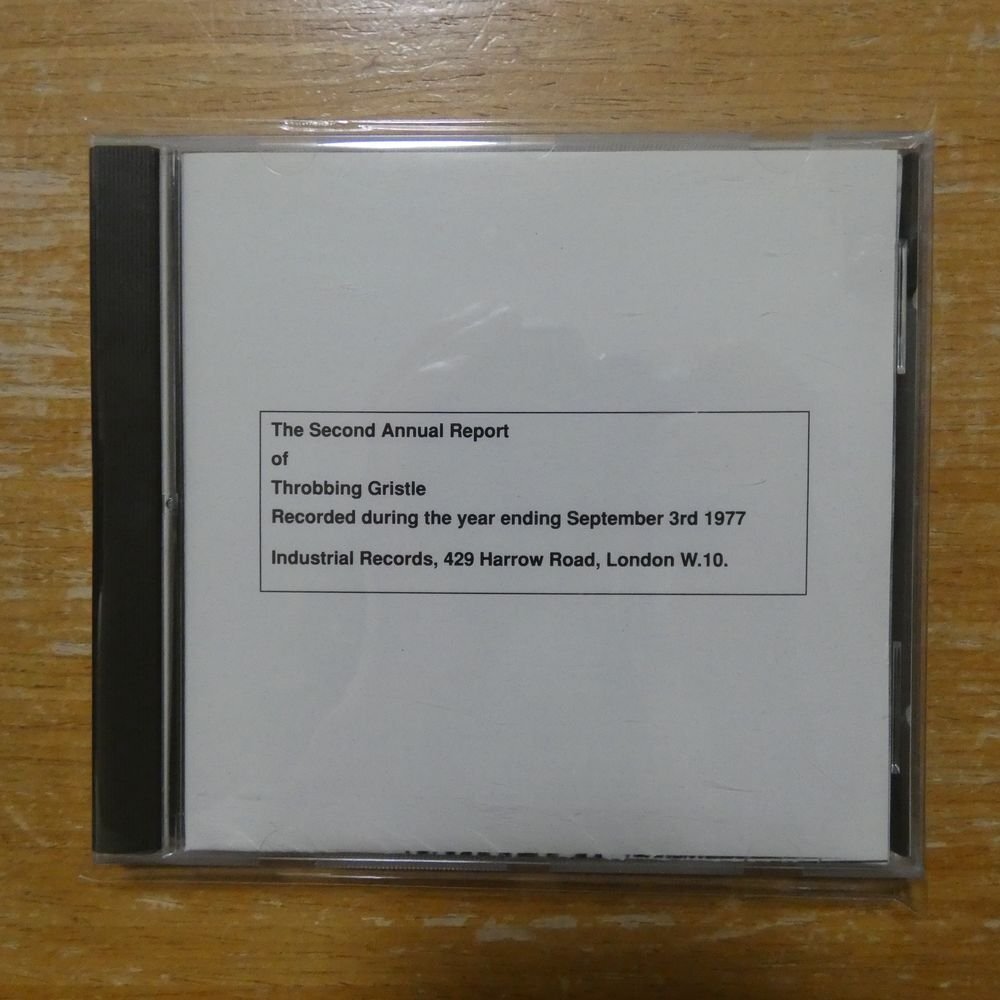 The Second Annual Report
of
Throbbing Gristle
Recorded during the year ending September 3rd 1977
Industrial Records, 429 Harrow Road, London W.10.